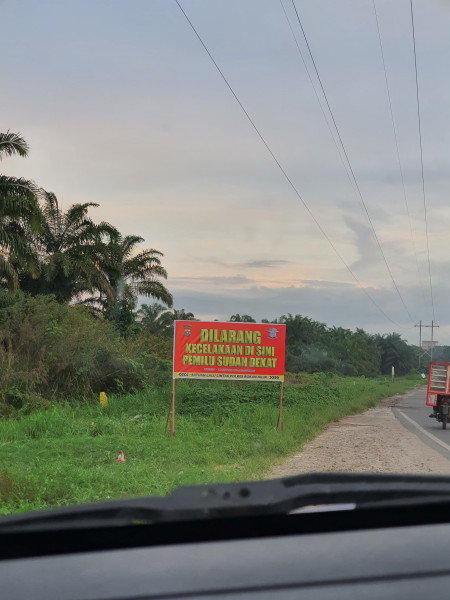 DILARANG
KECELAKAAN DI SINI
PEMILU SUDAH DEKAT